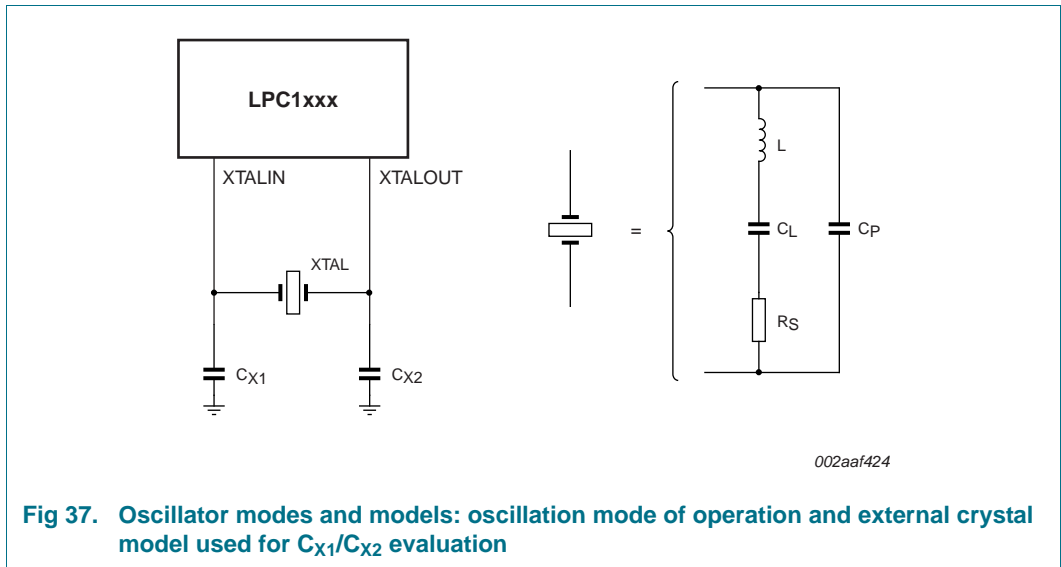 LPC1xxx
XTALIN
XTALOUT
XTAL
CX1
CX2
=
L
CL
CP
RS
002aaf424
Fig 37. Oscillator modes and models: oscillation mode of operation and external crystal
model used for CX1/CX2 evaluation